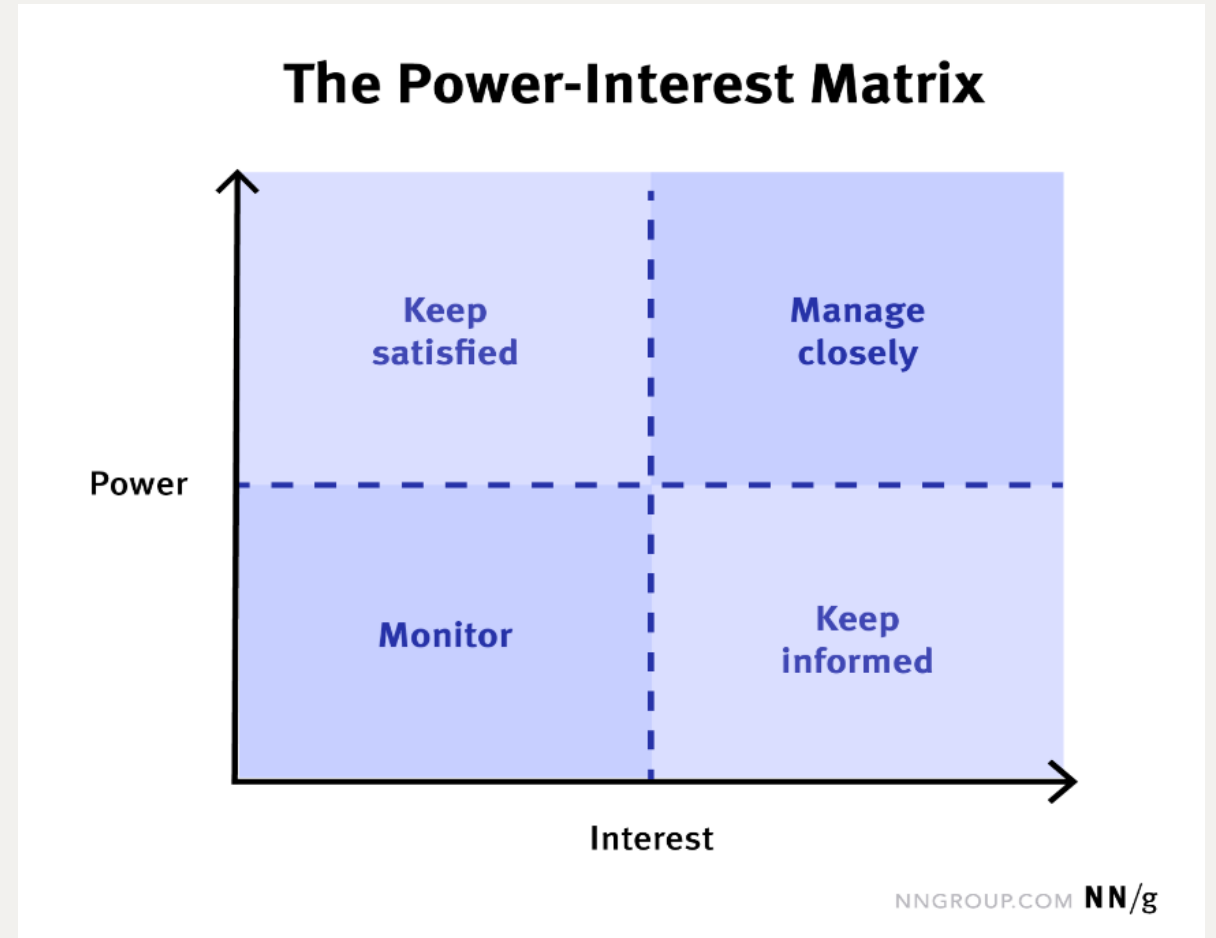 The Power-Interest Matrix
Keep
satisfied
Manage
closely
Power
Monitor
Keep
informed
Interest
NNGROUP.COM NN/g